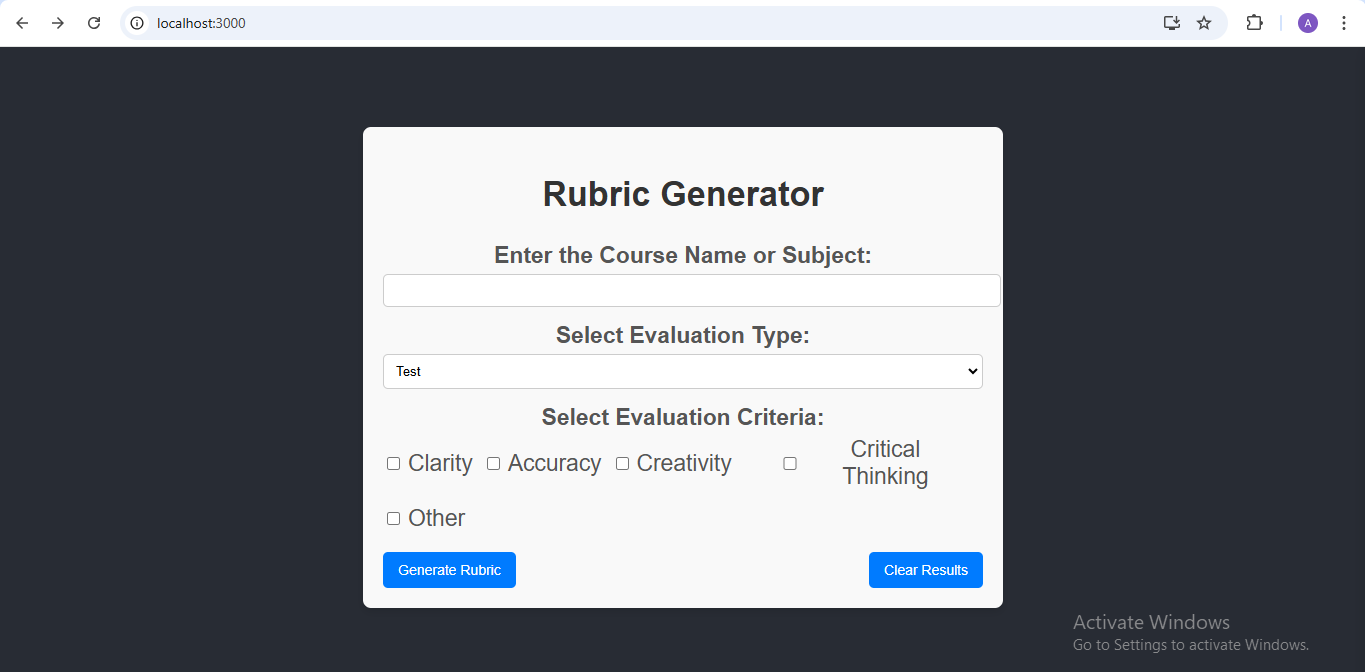 localhost:3000
A
Rubric Generator
Enter the Course Name or Subject:
Select Evaluation Type:
Test
Select Evaluation Criteria:
Clarity Accuracy Creativity Critical
Thinking
Other
Generate Rubric Clear Results
Activate Windows
Go to Settings to activate Windows.